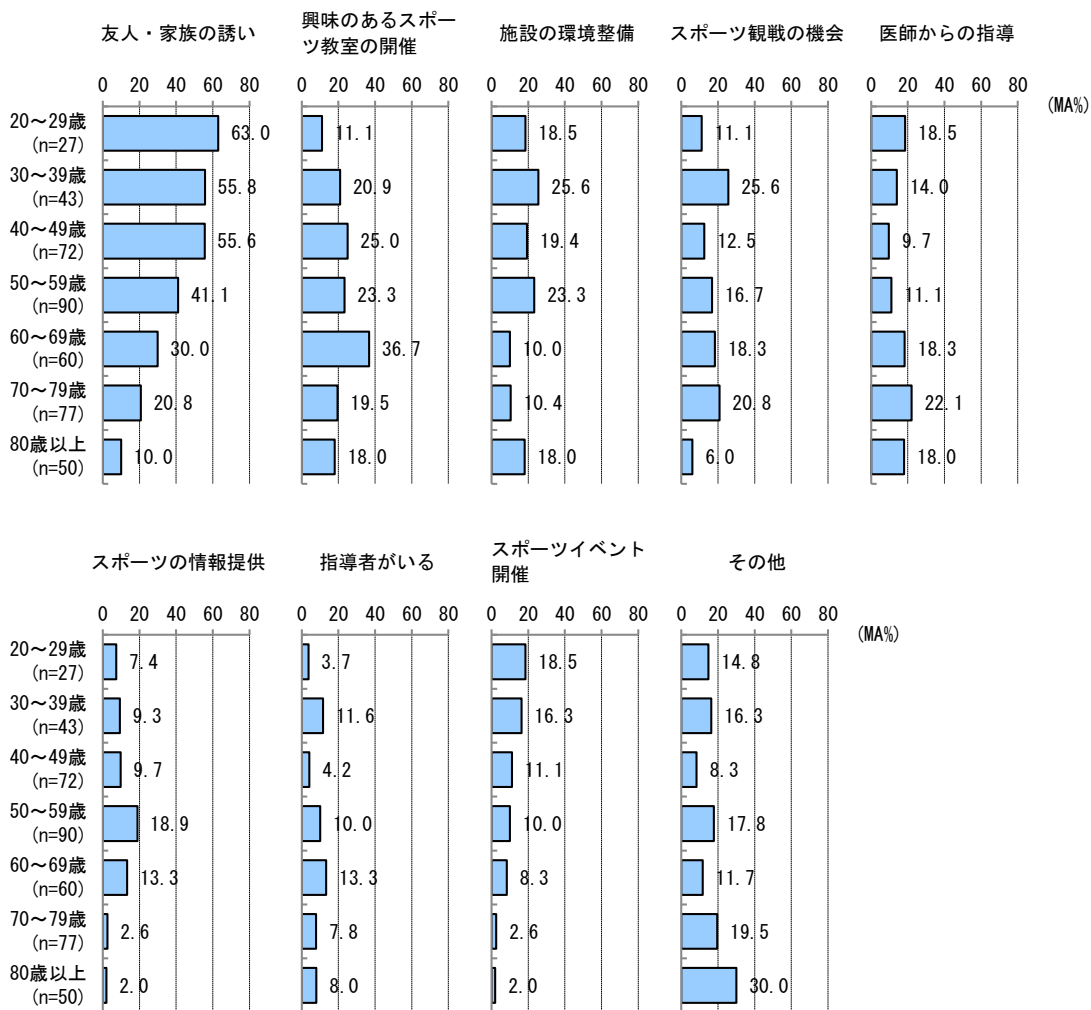 友人・家族の誘い
興味のあるスポー
ツ教室の開催
施設の環境整備
スポーツ観戦の機会
医師からの指導
0 20 40 60 80 0 20 40 60 80 0 20 40 60 80 0 20 40 60 80 0 20 40 60 80
(MA%)
20～29歳
(n=27)
63.0 11.1 18.5 11.1 18.5
30～39歳
(n=43)
55.8 20.9 25.6 25.6 14.0
40～49歳
(n=72)
55.6 25.0 19.4 12.5 9.7
50～59歳
(n=90)
41.1 23.3 23.3 16.7 11.1
60～69歳
(n=60)
30.0 36.7 10.0 18.3 18.3
70～79歳
(n=77)
20.8 19.5 10.4 20.8 22.1
80歳以上
(n=50)
10.0 18.0 18.0 6.0 18.0
スポーツの情報提供
指導者がいる
スポーツイベント
開催
その他
0 20 40 60 80 0 20 40 60 80 0 20 40 60 80 0 20 40 60 80
(MA%)
20～29歳
(n=27)
7.4 3.7 18.5 14.8
30～39歳
(n=43)
9.3 11.6 16.3 16.3
40～49歳
(n=72)
9.7 4.2 11.1 8.3
50～59歳
(n=90)
18.9 10.0 10.0 17.8
60～69歳
(n=60)
13.3 13.3 8.3 11.7
70～79歳
(n=77)
2.6 7.8 2.6 19.5
80歳以上
(n=50)
2.0 8.0 2.0 30.0